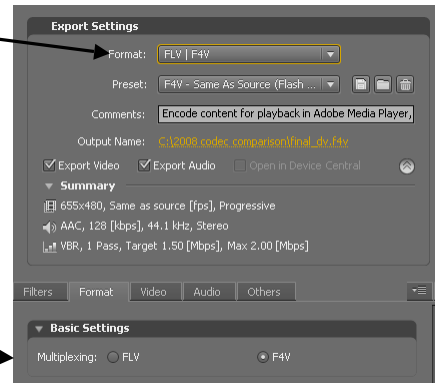 Export Settings
Format: FLV | F4V
Preset: F4V - Same As Source (Flash ...
Comments: Encode content for playback in Adobe Media Player,
Output Name: C:\2008 codec comparison\final_dv.f4v
Export Video Export Audio Open in Device Central
Summary
655x480, Same as source [fps], Progressive
AAC, 128 [kbps], 44.1 kHz, Stereo
VBR, 1 Pass, Target 1.50 [Mbps], Max 2.00 [Mbps]
Filters Format Video Audio Others
Basic Settings
Multiplexing: FLV F4V